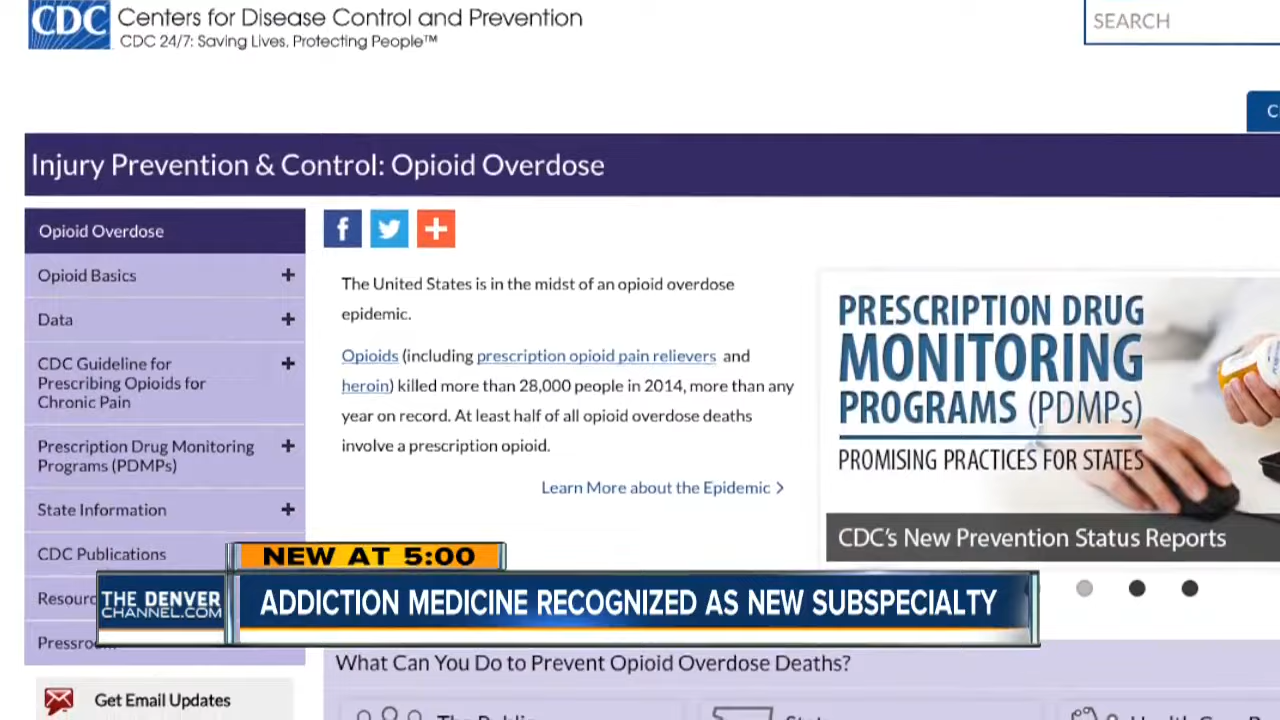 CDC
Centers for Disease Control and Prevention
CDC 24/7: Saving Lives. Protecting People™
SEARCH
C
Injury Prevention & Control: Opioid Overdose
Opioid Overdose
Opioid Basics +
Data +
CDC Guideline for
Prescribing Opioids for
Chronic Pain +
Prescription Drug Monitoring
Programs (PDMPs) +
State Information +
CDC Publications
Resourc
Pressro
Get Email Updates
f
+
The United States is in the midst of an opioid overdose
epidemic.
Opioids (including prescription opioid pain relievers and
heroin) killed more than 28,000 people in 2014, more than any
year on record. At least half of all opioid overdose deaths
involve a prescription opioid.
Learn More about the Epidemic >
PRESCRIPTION DRUG
MONITORING
PROGRAMS (PDMPs)
PROMISING PRACTICES FOR STATES
CDC's New Prevention Status Reports
NEW AT 5:00
THE DENVER
CHANNEL.COM
ADDICTION MEDICINE RECOGNIZED AS NEW SUBSPECIALTY
What Can You Do to Prevent Opioid Overdose Deaths?
The Public